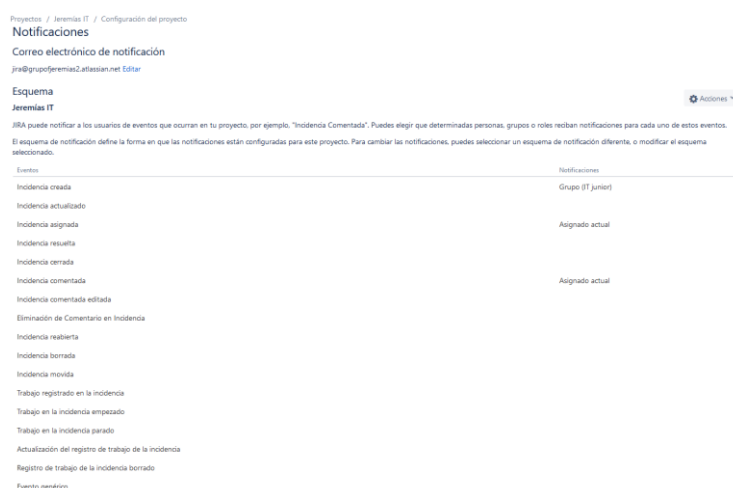 Proyectos / Jeremías IT / Configuración del proyecto
Notificaciones
Correo electrónico de notificación
jira@grupofjeremias2.atlassian.net Editar
Esquema
Acciones
Jeremías IT
JIRA puede notificar a los usuarios de eventos que ocurran en tu proyecto, por ejemplo, "Incidencia Comentada". Puedes elegir que determinadas personas, grupos o roles reciban notificaciones para cada uno de estos eventos.
El esquema de notificación define la forma en que las notificaciones están configuradas para este proyecto. Para cambiar las notificaciones, puedes seleccionar un esquema de notificación diferente, o modificar el esquema
seleccionado.
Eventos Notificaciones
Incidencia creada Grupo (IT junior)
Incidencia actualizado
Incidencia asignada Asignado actual
Incidencia resuelta
Incidencia cerrada
Incidencia comentada Asignado actual
Incidencia comentada editada
Eliminación de Comentario en Incidencia
Incidencia reabierta
Incidencia borrada
Incidencia movida
Trabajo registrado en la incidencia
Trabajo en la incidencia empezado
Trabajo en la incidencia parado
Actualización del registro de trabajo de la incidencia
Registro de trabajo de la incidencia borrado
Evento genérico